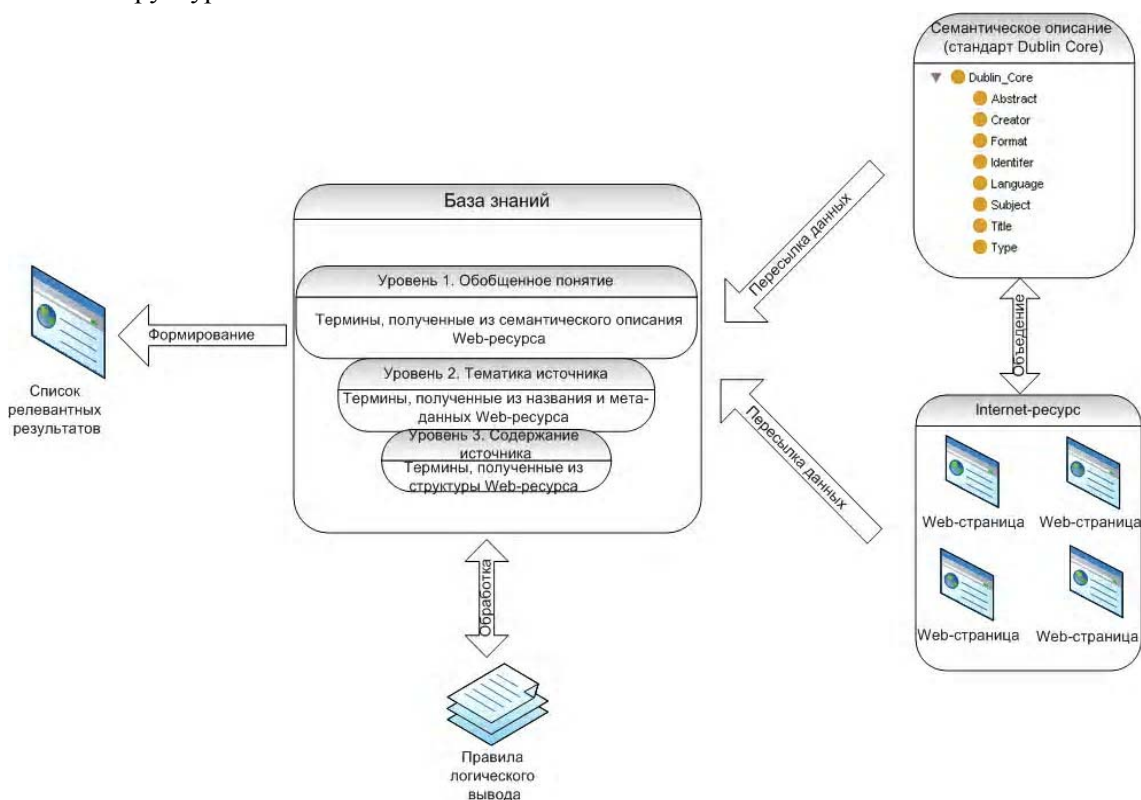 Семантическое описание
(стандарт Dublin Core)
Dublin_Core
Abstract
Creator
Format
Identifer
Language
Subject
Title
Type
База знаний
Уровень 1. Обобщенное понятие
Термины, полученные из семантического описания
Web-ресурса
Уровень 2. Тематика источника
Термины, полученные из названия и мета-
данных Web-ресурса
Уровень 3. Содержание
источника
Термины, полученные из
структуры Web-ресурса
Пересылка данных
Пересылка данных
Объедение
Формирование
Список
релевантных
результатов
Internet-ресурс
Web-страница
Web-страница
Web-страница
Web-страница
Обработка
Правила
логического
вывода